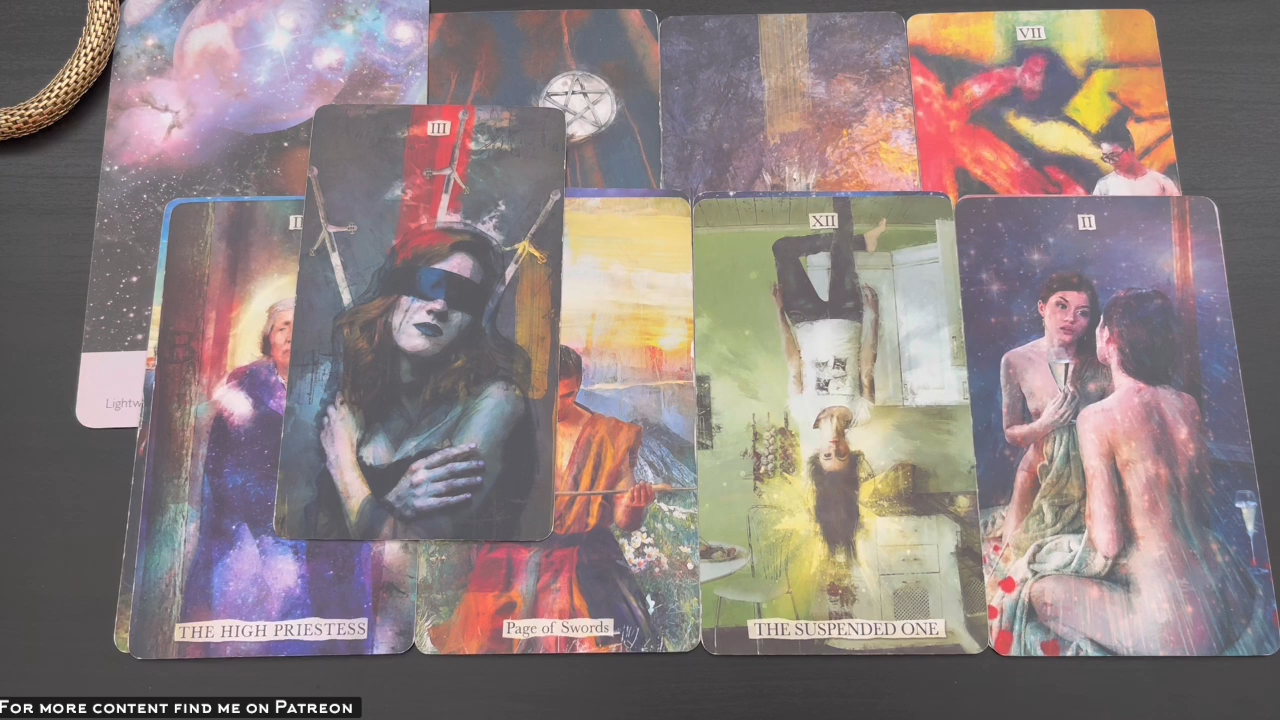 VII
III
XII
II
Lightw
THE HIGH PRIESTESS
Page of Swords
THE SUSPENDED ONE
FOR MORE CONTENT FIND ME ON PATREON